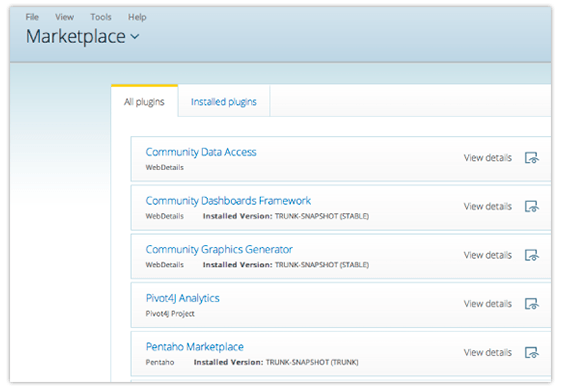 File View Tools Help
Marketplace
All plugins Installed plugins
Community Data Access
WebDetails
View details
Community Dashboards Framework
WebDetails Installed Version: TRUNK-SNAPSHOT (STABLE)
View details
Community Graphics Generator
WebDetails Installed Version: TRUNK-SNAPSHOT (STABLE)
View details
Pivot4J Analytics
Pivot4J Project
View details
Pentaho Marketplace
Pentaho Installed Version: TRUNK-SNAPSHOT (TRUNK)
View details